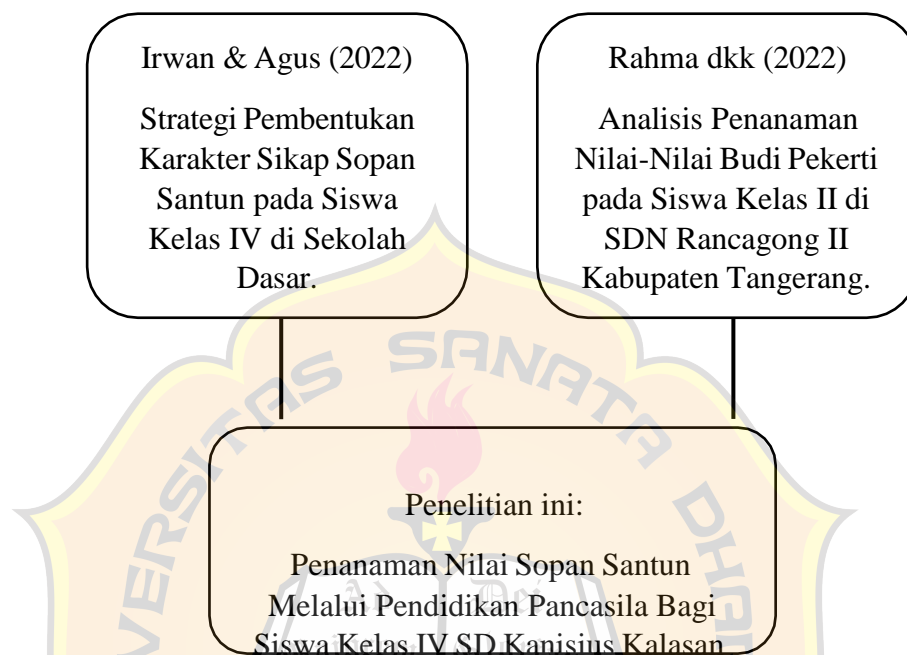 Irwan & Agus (2022)
Strategi Pembentukan
Karakter Sikap Sopan
Santun pada Siswa
Kelas IV di Sekolah
Dasar.
Rahma dkk (2022)
Analisis Penanaman
Nilai-Nilai Budi Pekerti
pada Siswa Kelas II di
SDN Rancagong II
Kabupaten Tangerang.
SANATA
Penelitian ini:
Penanaman Nilai Sopan Santun
Melalui Pendidikan Pancasila Bagi
Siswa Kelas IV SD Kanisius Kalasan